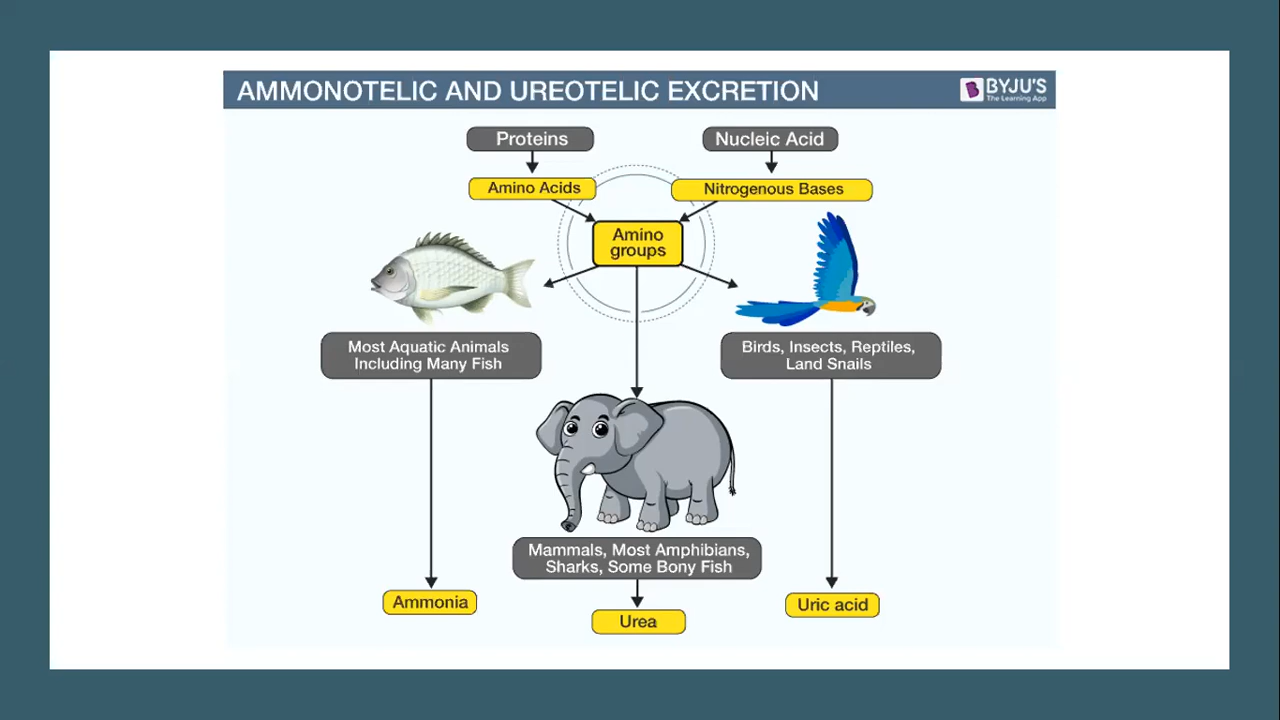 AMMONOTELIC AND UREOTELIC EXCRETION
BYJU'S
The Learning App
Proteins
Nucleic Acid
Amino Acids
Nitrogenous Bases
Amino
groups
Most Aquatic Animals
Including Many Fish
Birds, Insects, Reptiles,
Land Snails
Mammals, Most Amphibians,
Sharks, Some Bony Fish
Ammonia
Urea
Uric acid